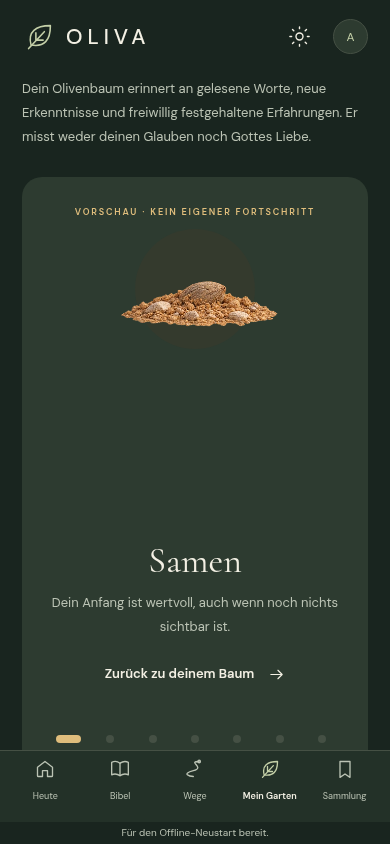 OLIVA
A
Dein Olivenbaum erinnert an gelesene Worte, neue
Erkenntnisse und freiwillig festgehaltene Erfahrungen. Er
misst weder deinen Glauben noch Gottes Liebe.
VORSCHAU · KEIN EIGENER FORTSCHRITT
Samen
Dein Anfang ist wertvoll, auch wenn noch nichts
sichtbar ist.
Zurück zu deinem Baum →
Heute
Bibel
Wege
Mein Garten
Sammlung
Für den Offline-Neustart bereit.